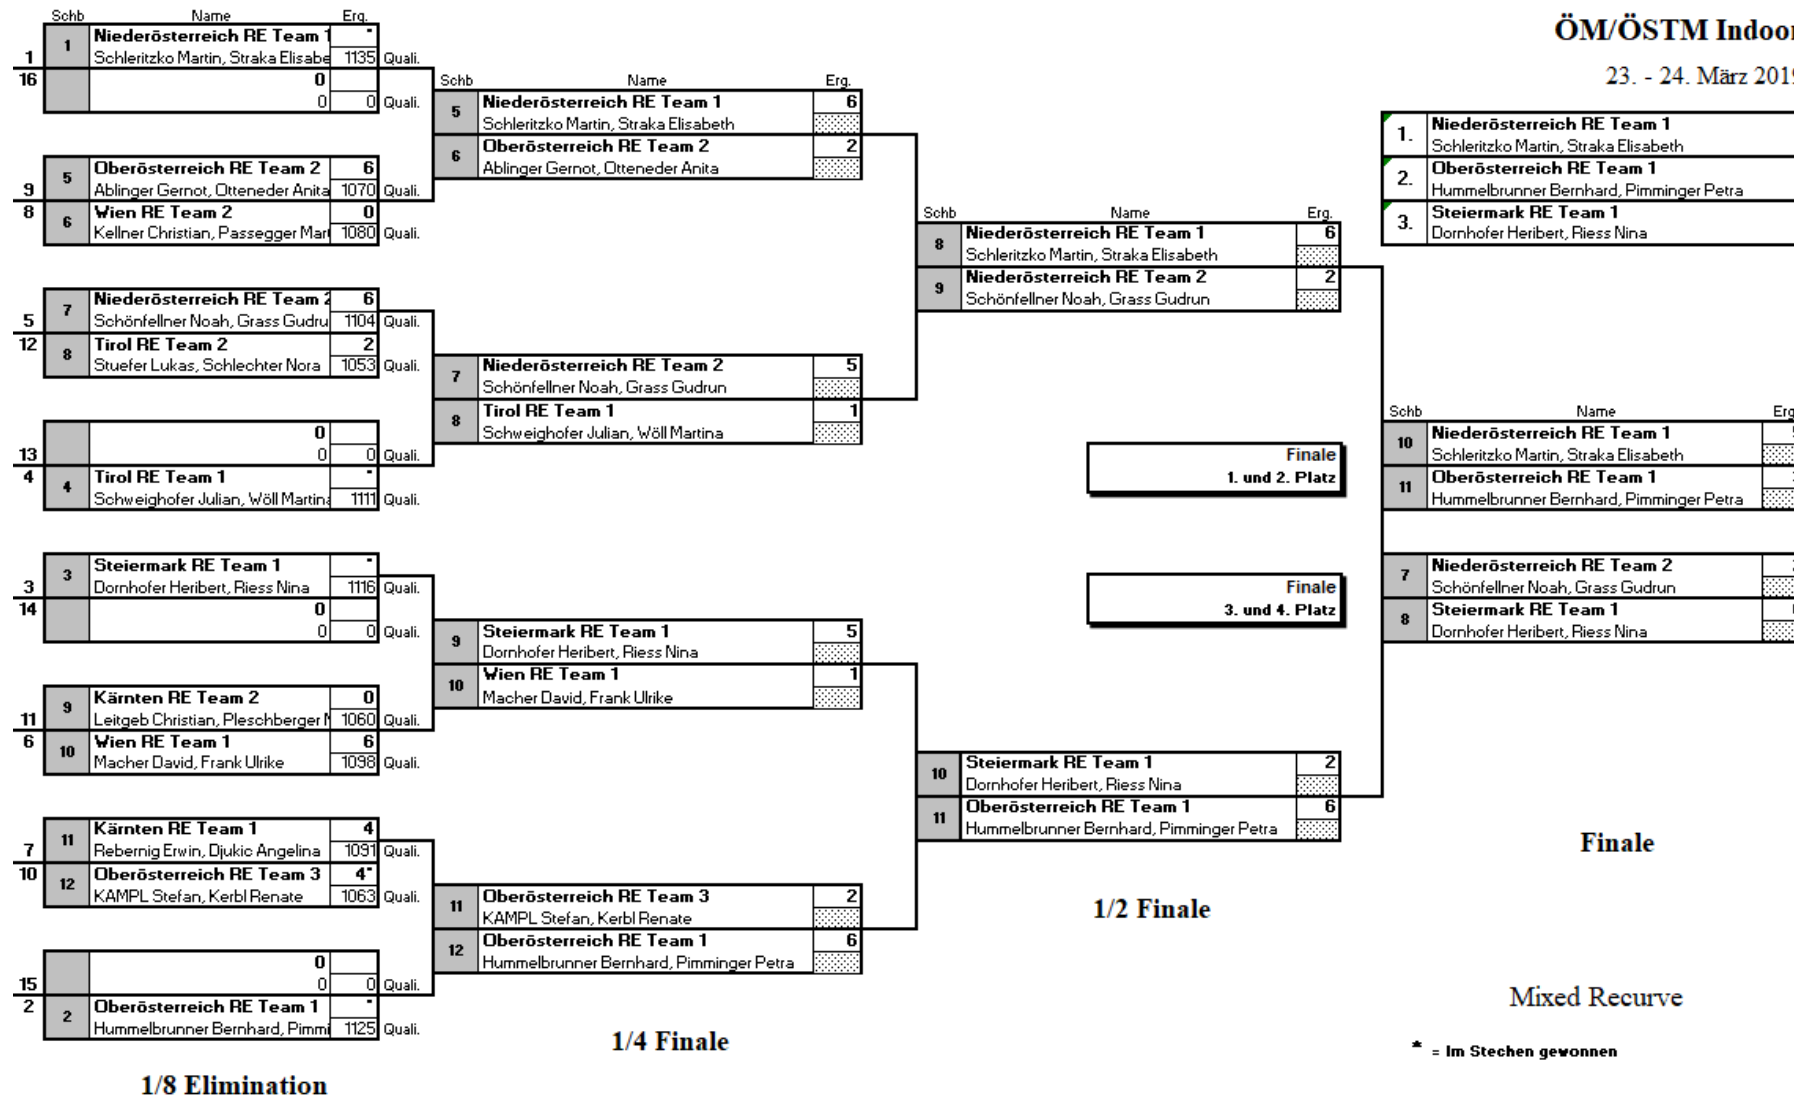 Schb Name Erg.
1 Niederösterreich RE Team 1 *
1 Schleritzko Martin, Straka Elisabe 1135 Quali.
16 0
0 0 Quali.
5 Oberösterreich RE Team 2 6
9 Ablinger Gernot, Otteneder Anita 1070 Quali.
8 6 Wien RE Team 2 0
Kellner Christian, Passegger Mar 1080 Quali.
7 Niederösterreich RE Team 2 6
5 Schönfellner Noah, Grass Gudru 1104 Quali.
12 8 Tirol RE Team 2 2
Stuefer Lukas, Schlechter Nora 1053 Quali.
0
13 0 0 Quali.
4 4 Tirol RE Team 1 *
Schweighofer Julian, Wöll Martina 1111 Quali.
3 Steiermark RE Team 1 *
3 Dornhofer Heribert, Riess Nina 1116 Quali.
14 0
0 0 Quali.
9 Kärnten RE Team 2 0
11 Leitgeb Christian, Pleschberger 1060 Quali.
6 10 Wien RE Team 1 6
Macher David, Frank Ulrike 1098 Quali.
11 Kärnten RE Team 1 4
7 Rebernig Erwin, Djukic Angelina 1091 Quali.
10 12 Oberösterreich RE Team 3 4*
KAMPL Stefan, Kerbl Renate 1063 Quali.
0
15 0 0 Quali.
2 2 Oberösterreich RE Team 1 *
Hummelbrunner Bernhard, Pimmi 1125 Quali.
1/8 Elimination
Schb Name Erg.
5 Niederösterreich RE Team 1 6
Schleritzko Martin, Straka Elisabeth
6 Oberösterreich RE Team 2 2
Ablinger Gernot, Otteneder Anita
7 Niederösterreich RE Team 2 5
Schönfellner Noah, Grass Gudrun
8 Tirol RE Team 1 1
Schweighofer Julian, Wöll Martina
9 Steiermark RE Team 1 5
Dornhofer Heribert, Riess Nina
10 Wien RE Team 1 1
Macher David, Frank Ulrike
11 Oberösterreich RE Team 3 2
KAMPL Stefan, Kerbl Renate
12 Oberösterreich RE Team 1 6
Hummelbrunner Bernhard, Pimminger Petra
1/4 Finale
Schb Name Erg.
8 Niederösterreich RE Team 1 6
Schleritzko Martin, Straka Elisabeth
9 Niederösterreich RE Team 2 2
Schönfellner Noah, Grass Gudrun
Finale
1. und 2. Platz
Finale
3. und 4. Platz
10 Steiermark RE Team 1 2
Dornhofer Heribert, Riess Nina
11 Oberösterreich RE Team 1 6
Hummelbrunner Bernhard, Pimminger Petra
1/2 Finale
ÖM/ÖSTM Indoor
23. - 24. März 2019
1. Niederösterreich RE Team 1
Schleritzko Martin, Straka Elisabeth
2. Oberösterreich RE Team 1
Hummelbrunner Bernhard, Pimminger Petra
3. Steiermark RE Team 1
Dornhofer Heribert, Riess Nina
Schb Name Erg
10 Niederösterreich RE Team 1
Schleritzko Martin, Straka Elisabeth
11 Oberösterreich RE Team 1
Hummelbrunner Bernhard, Pimminger Petra
7 Niederösterreich RE Team 2
Schönfellner Noah, Grass Gudrun
8 Steiermark RE Team 1
Dornhofer Heribert, Riess Nina
Finale
Mixed Recurve
* = Im Stechen gewonnen